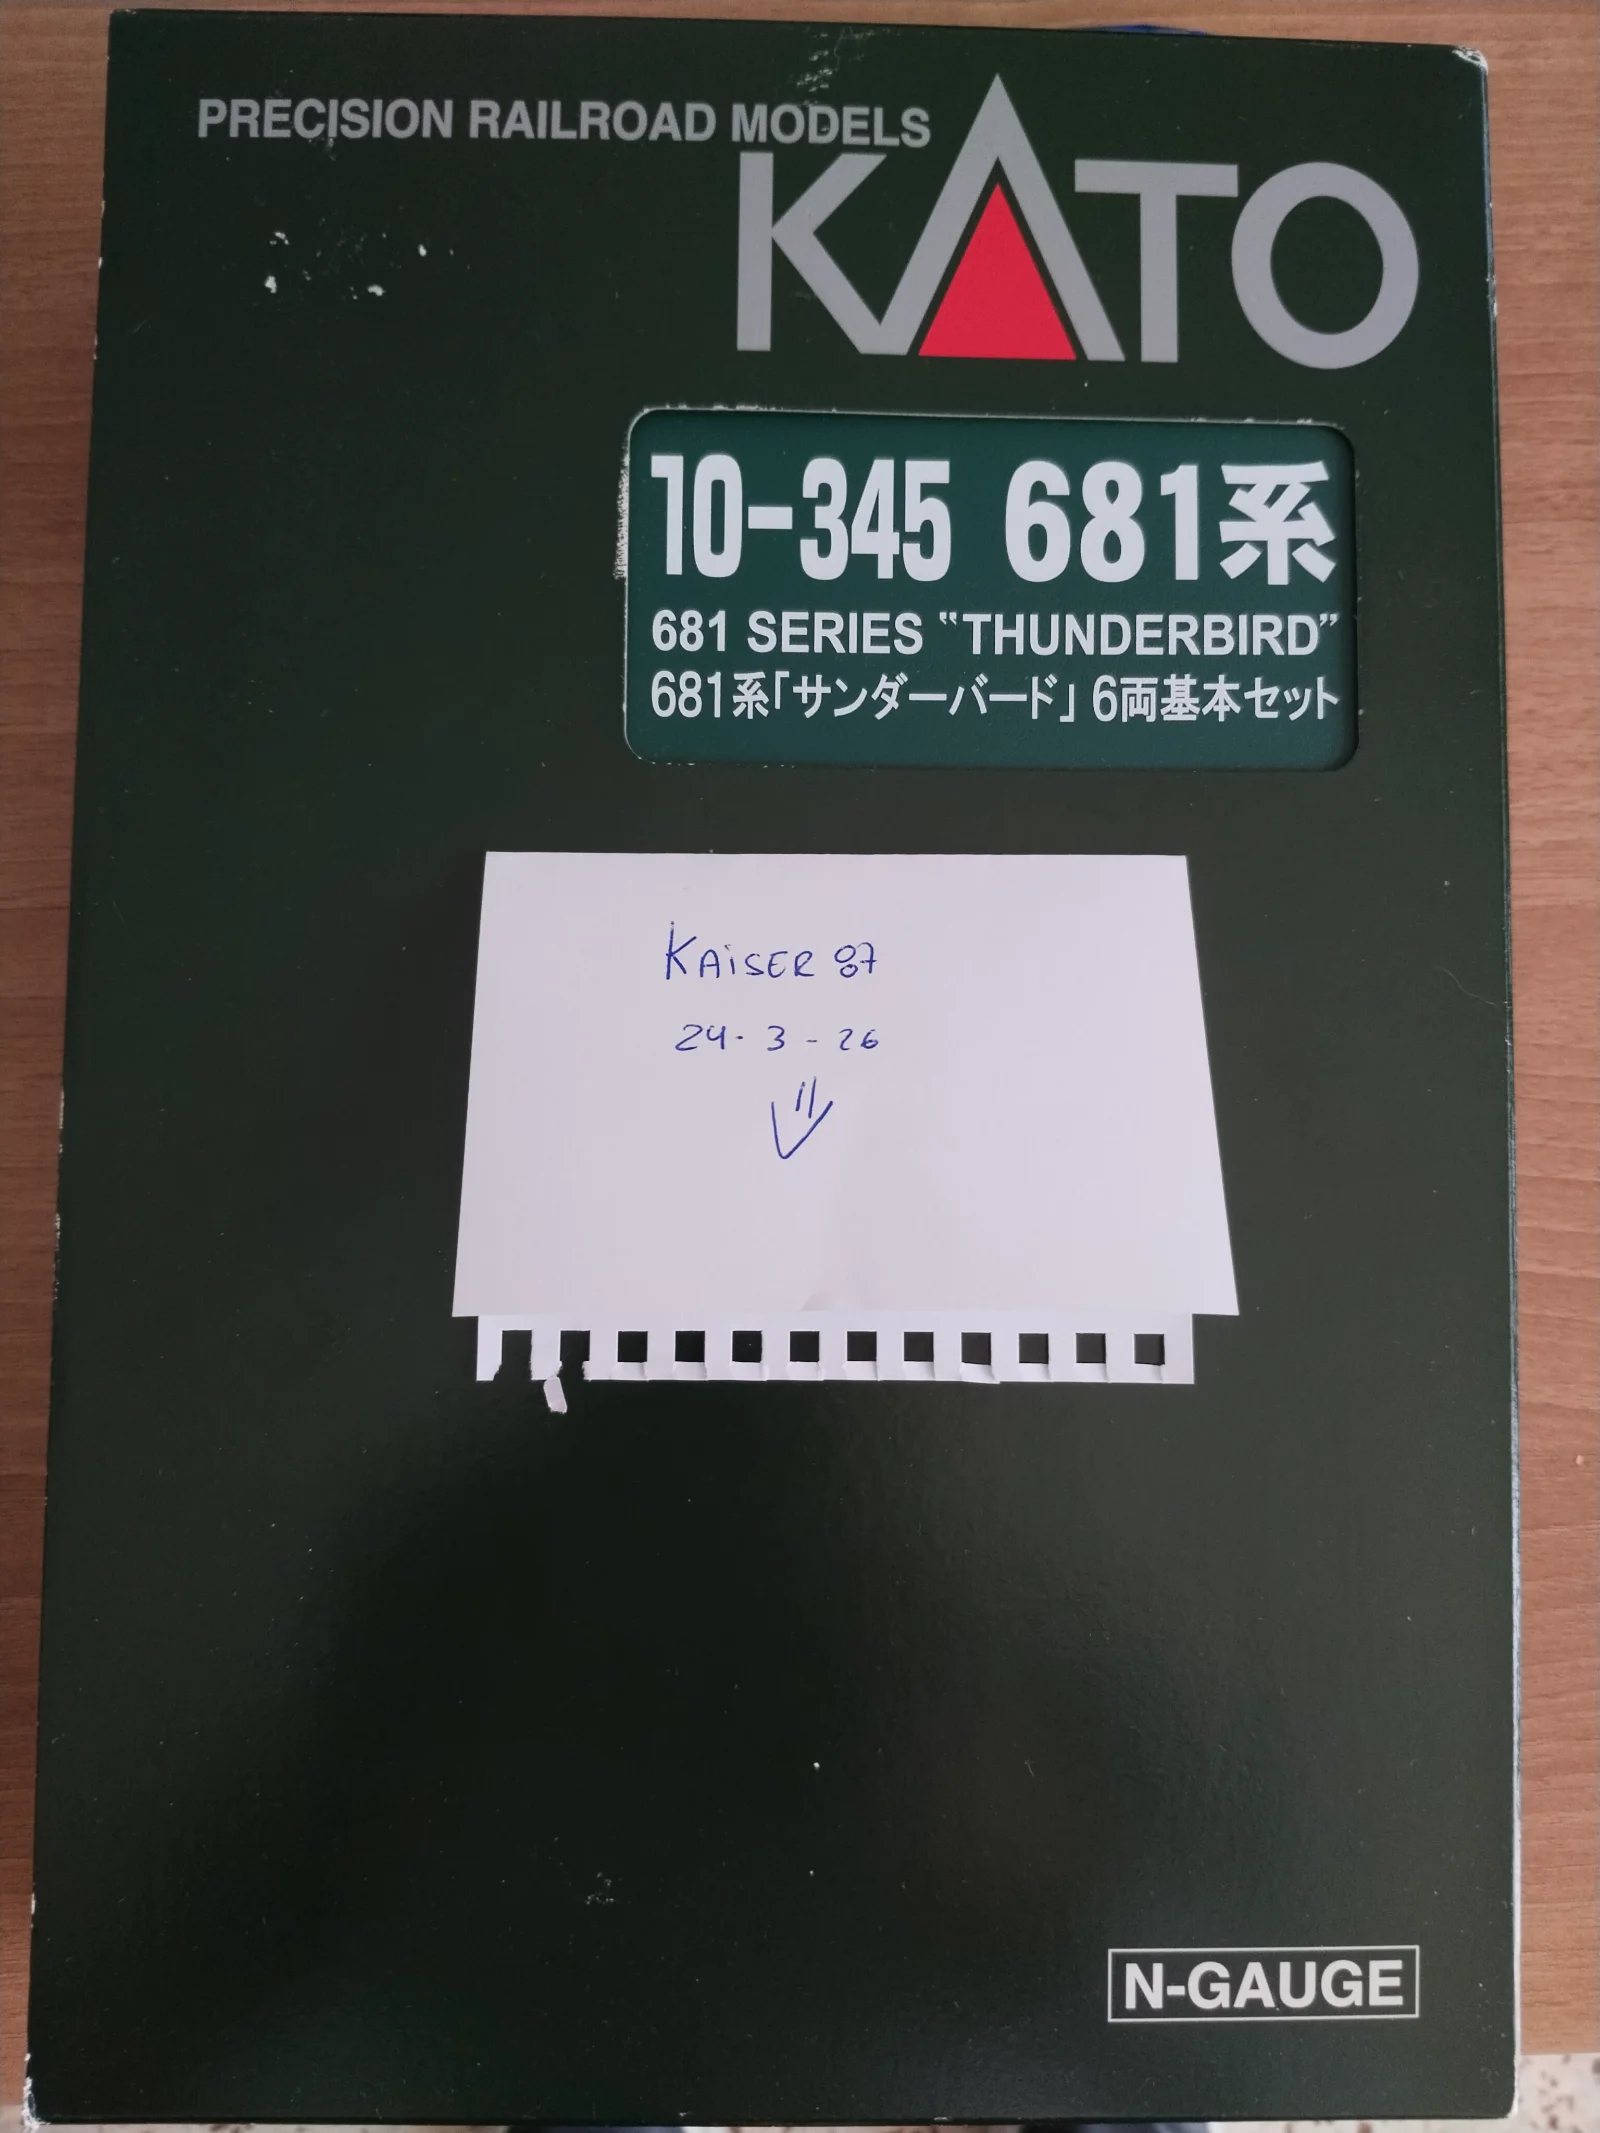 PRECISION RAILROAD MODELS
KATO
10-345 681系
681 SERIES “THUNDERBIRD”
681系「サンダーバード」 6両基本セット
KAiSER 87
24-3-26
N-GAUGE